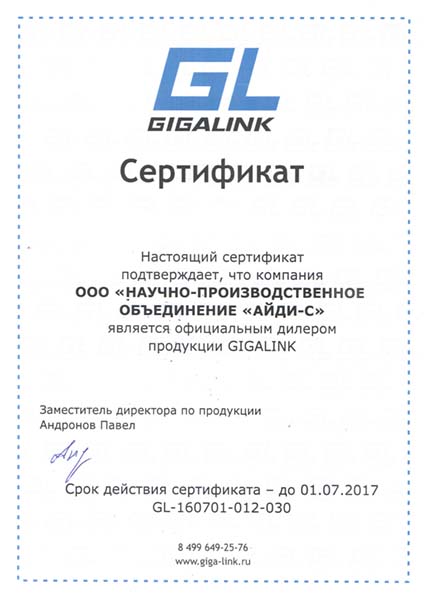 GL
GIGALINK
Сертификат
Настоящий сертификат
подтверждает, что компания
ООО «НАУЧНО-ПРОИЗВОДСТВЕННОЕ
ОБЪЕДИНЕНИЕ «АЙДИ-С»
является официальным дилером
продукции GIGALINK
Заместитель директора по продукции
Андронов Павел
Срок действия сертификата – до 01.07.2017
GL-160701-012-030
8 499 649-25-76
www.giga-link.ru